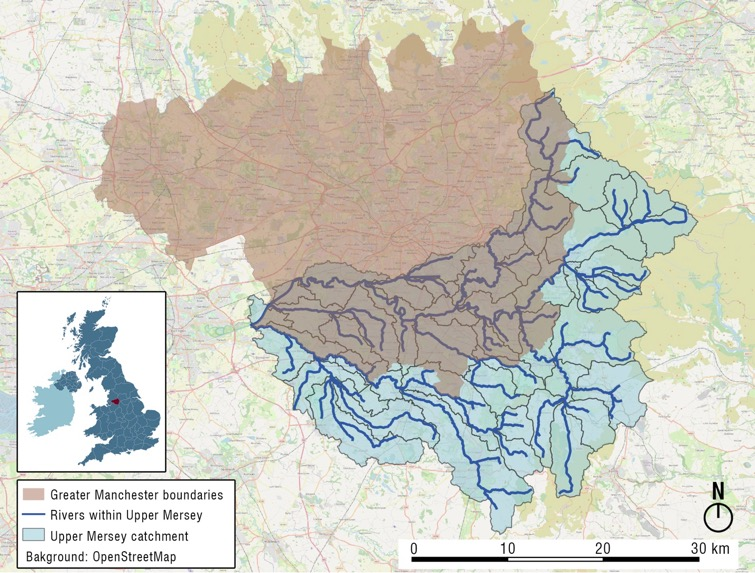 Greater Manchester boundaries
Rivers within Upper Mersey
Upper Mersey catchment
Bakground: OpenStreetMap
N
0 10 20 30 km